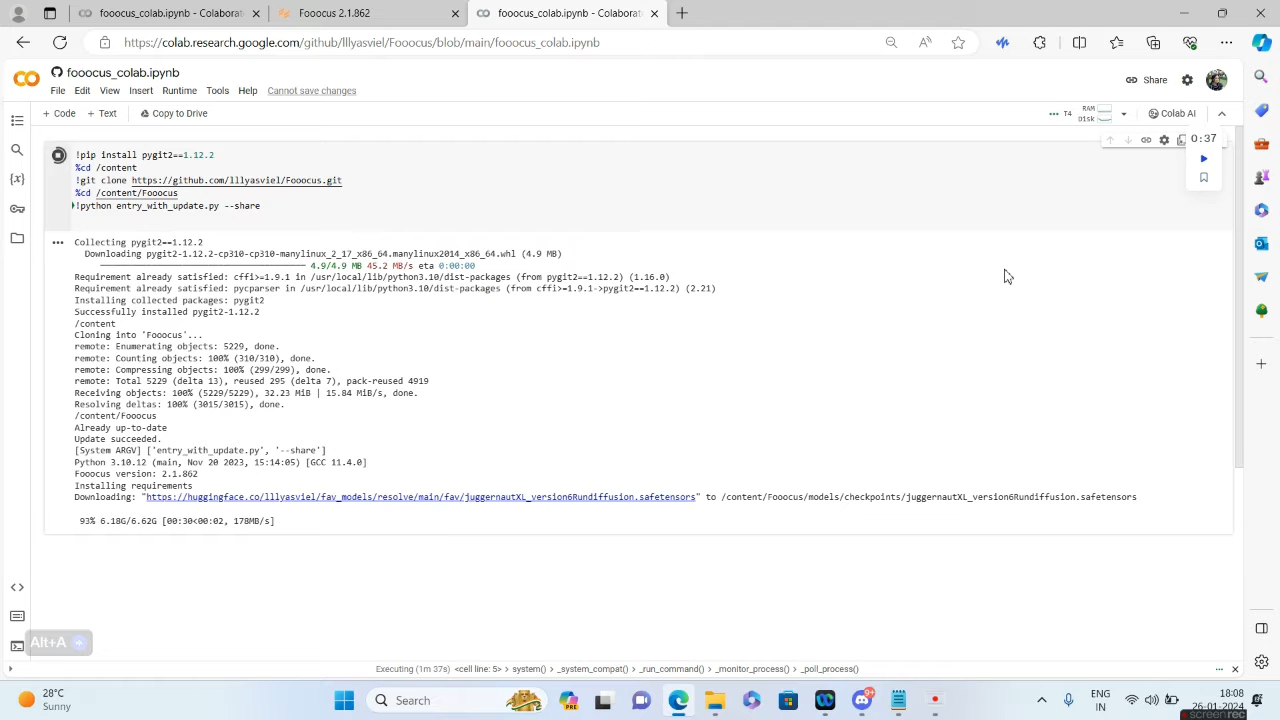 fooocus_colab.ipynb - Colaborat
Fooocus 2.1.862
fooocus_colab.ipynb - Colaborat
https://colab.research.google.com/github/lllyasviel/Fooocus/blob/main/fooocus_colab.ipynb
fooocus_colab.ipynb
Share
File Edit View Insert Runtime Tools Help Cannot save changes
+ Code + Text Copy to Drive
T4 RAM Disk Colab AI
0:37
!pip install pygit2==1.12.2
%cd /content
!git clone https://github.com/lllyasviel/Fooocus.git
%cd /content/Fooocus
!python entry_with_update.py --share
Collecting pygit2==1.12.2
Downloading pygit2-1.12.2-cp310-cp310-manylinux_2_17_x86_64.manylinux2014_x86_64.whl (4.9 MB)
4.9/4.9 MB 45.2 MB/s eta 0:00:00
Requirement already satisfied: cffi>=1.9.1 in /usr/local/lib/python3.10/dist-packages (from pygit2==1.12.2) (1.16.0)
Requirement already satisfied: pycparser in /usr/local/lib/python3.10/dist-packages (from cffi>=1.9.1->pygit2==1.12.2) (2.21)
Installing collected packages: pygit2
Successfully installed pygit2-1.12.2
/content
Cloning into 'Fooocus'...
remote: Enumerating objects: 5229, done.
remote: Counting objects: 100% (310/310), done.
remote: Compressing objects: 100% (299/299), done.
remote: Total 5229 (delta 13), reused 295 (delta 7), pack-reused 4919
Receiving objects: 100% (5229/5229), 32.23 MiB | 15.84 MiB/s, done.
Resolving deltas: 100% (3015/3015), done.
/content/Fooocus
Already up-to-date
Update succeeded.
[System ARGV] ['entry_with_update.py', '--share']
Python 3.10.12 (main, Nov 20 2023, 15:14:05) [GCC 11.4.0]
Fooocus version: 2.1.862
Installing requirements
Downloading: "https://huggingface.co/lllyasviel/fav_models/resolve/main/fav/juggernautXL_version6Rundiffusion.safetensors" to /content/Fooocus/models/checkpoints/juggernautXL_version6Rundiffusion.safetensors
93% 6.18G/6.62G [00:30<00:02, 178MB/s]
Alt+A
Executing (1m 37s) <cell line: 5> > system() > _system_compat() > _run_command() > _monitor_process() > _poll_process()
28°C
Sunny
Search
PRE
ENG
IN
18:08
26-01-2024
screenrec